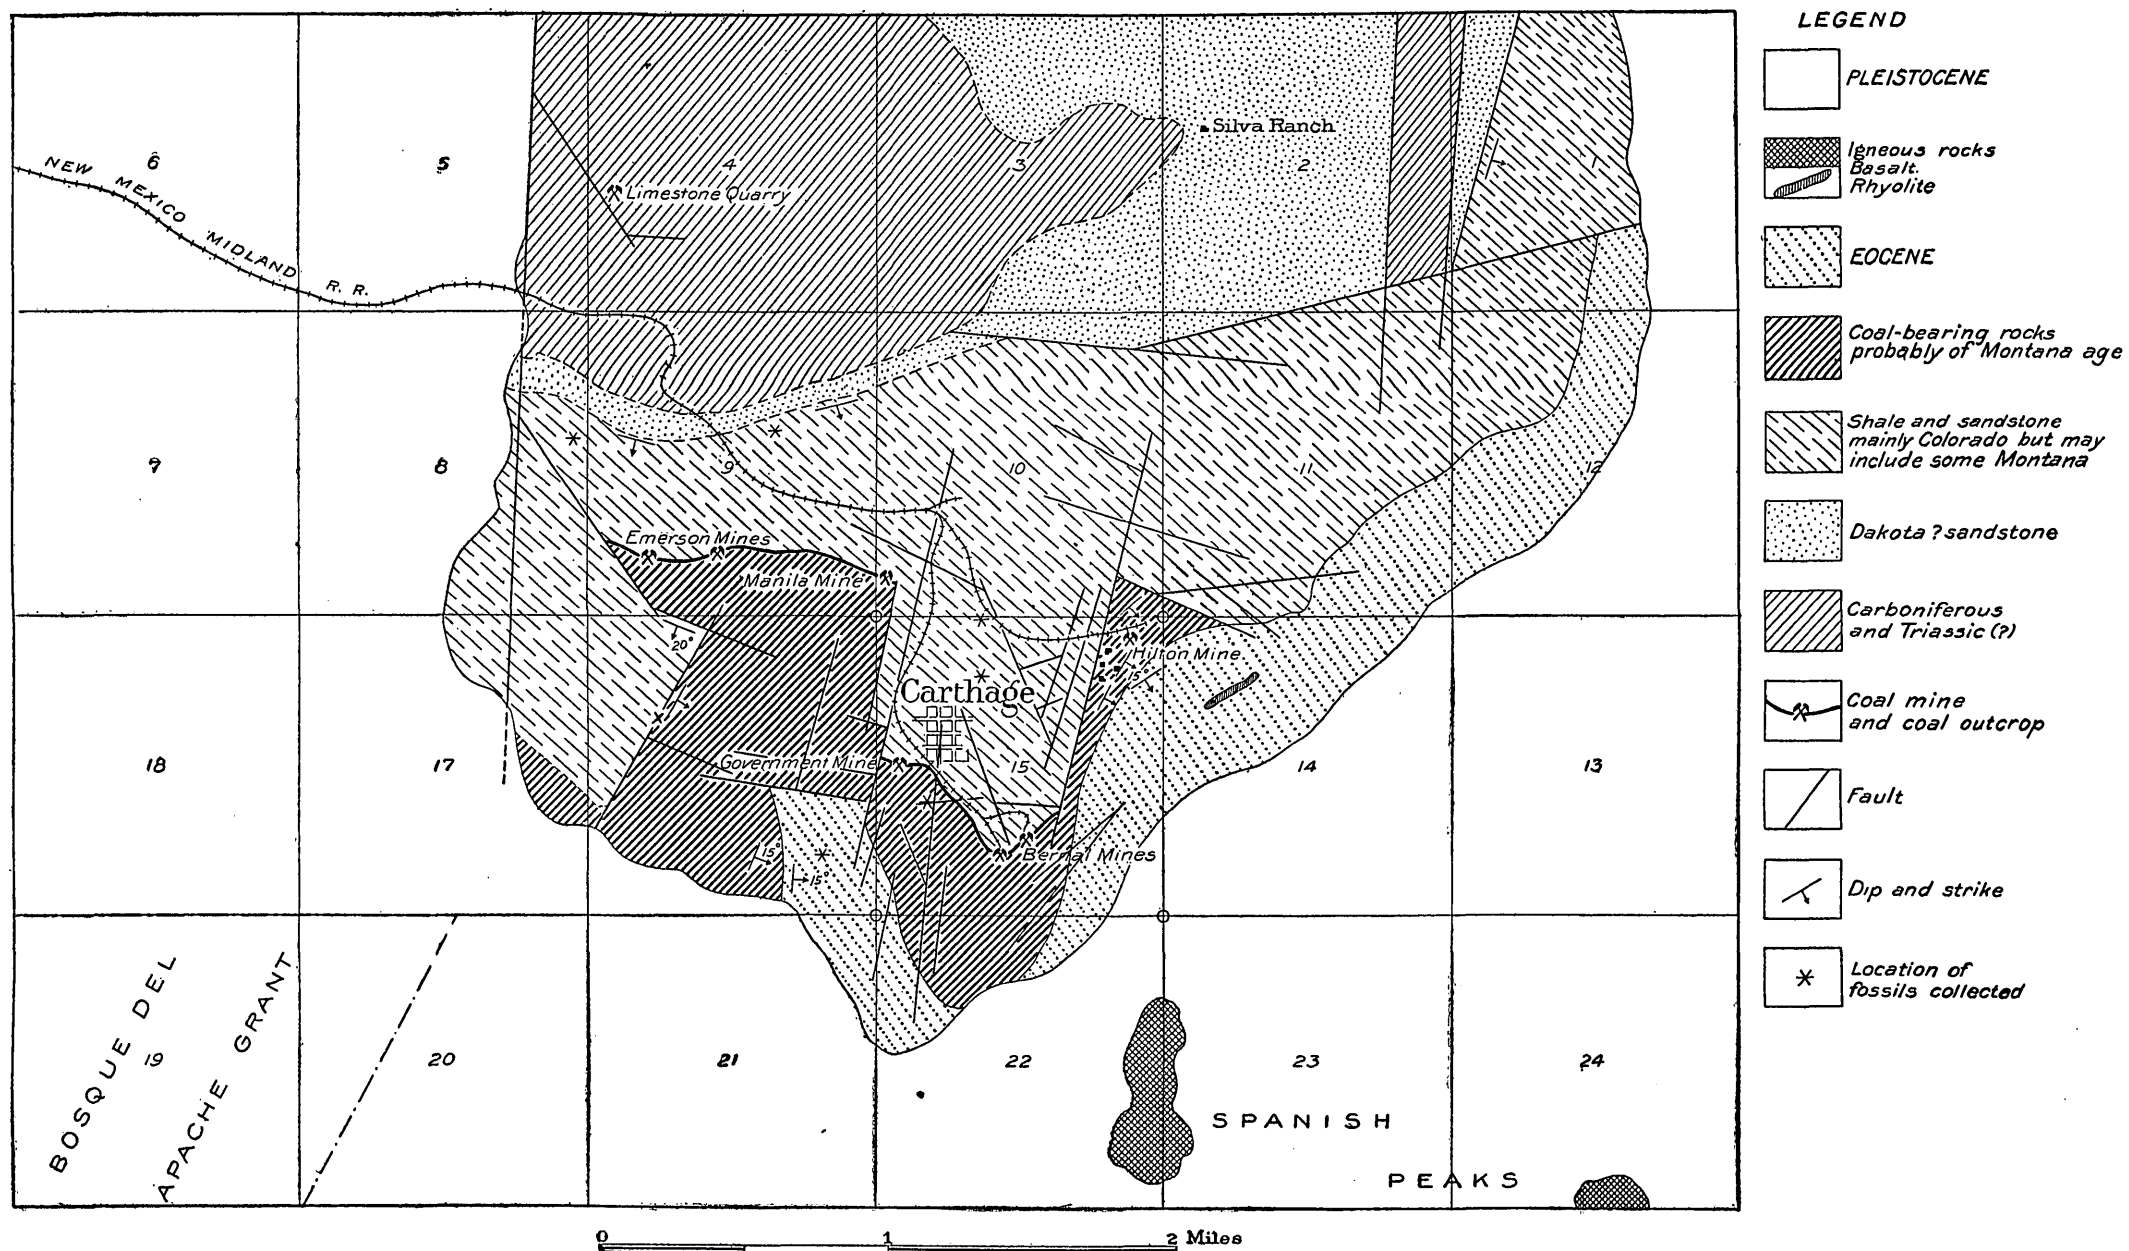 LEGEND
PLEISTOCENE
Igneous rocks
Basalt.
Rhyolite
EOCENE
Coal-bearing rocks
probably of Montana age
Shale and sandstone
mainly Colorado but may
include some Montana
Dakota ? sandstone
Carboniferous
and Triassic (?)
Coal mine
and coal outcrop
Fault
Dip and strike
Location of
fossils collected
6
5
4
3
2
1
Silva Ranch
Limestone Quarry
NEW MEXICO MIDLAND R. R.
7
8
9
10
11
12
Emerson Mines
Manila Mine
20°
Hilton Mine
15°
Carthage
18
17
Government Mine
15
14
13
15°
15°
Bernal Mines
BOSQUE DEL
APACHE GRANT
19
20
21
22
23
24
SPANISH
PEAKS
0 1 2 Miles